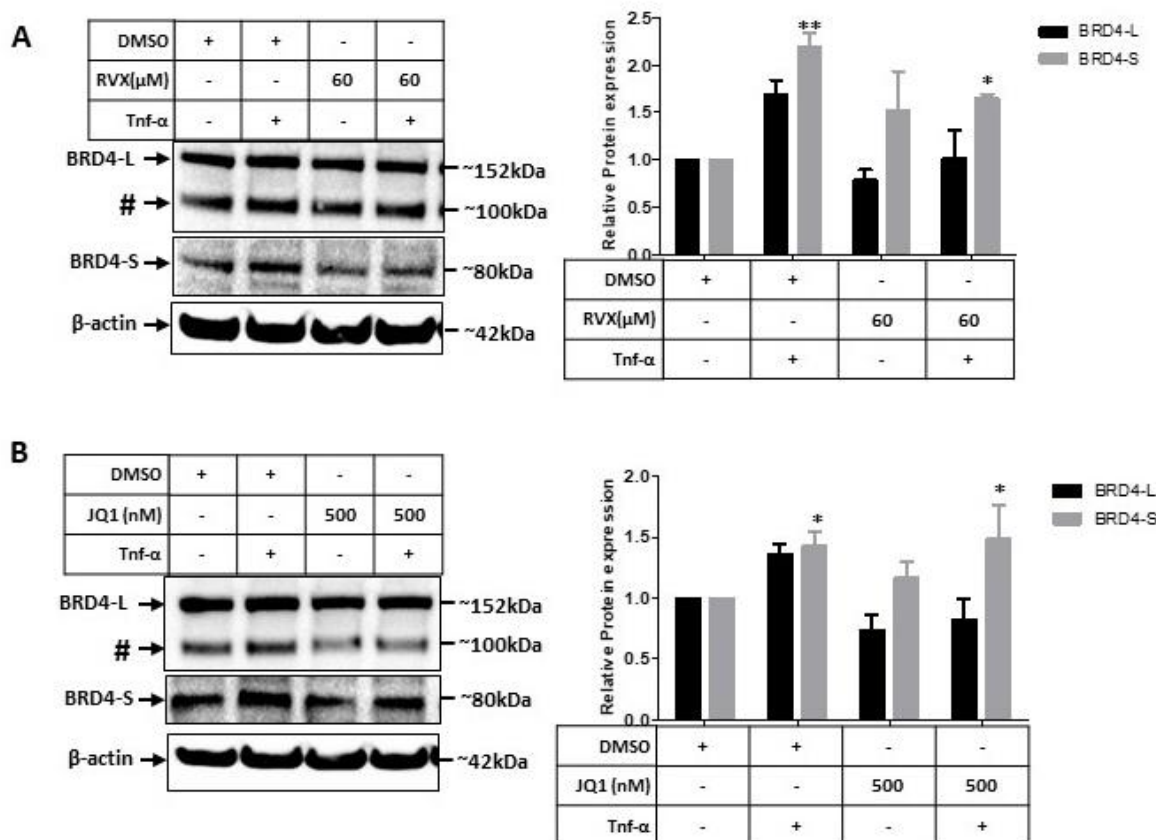 A
DMSO + + - -
RVX(μM) - - 60 60
Tnf-α - + - +
BRD4-L ~152kDa
# ~100kDa
BRD4-S ~80kDa
β-actin ~42kDa
Relative Protein expression
2.5
2.0
1.5
1.0
0.5
0.0
** *
BRD4-L
BRD4-S
DMSO + + - -
RVX(μM) - - 60 60
Tnf-α - + - +
B
DMSO + + - -
JQ1 (nM) - - 500 500
Tnf-α - + - +
BRD4-L ~152kDa
# ~100kDa
BRD4-S ~80kDa
β-actin ~42kDa
Relative Protein expression
2.0
1.5
1.0
0.5
0.0
* *
BRD4-L
BRD4-S
DMSO + + - -
JQ1 (nM) - - 500 500
Tnf-α - + - +